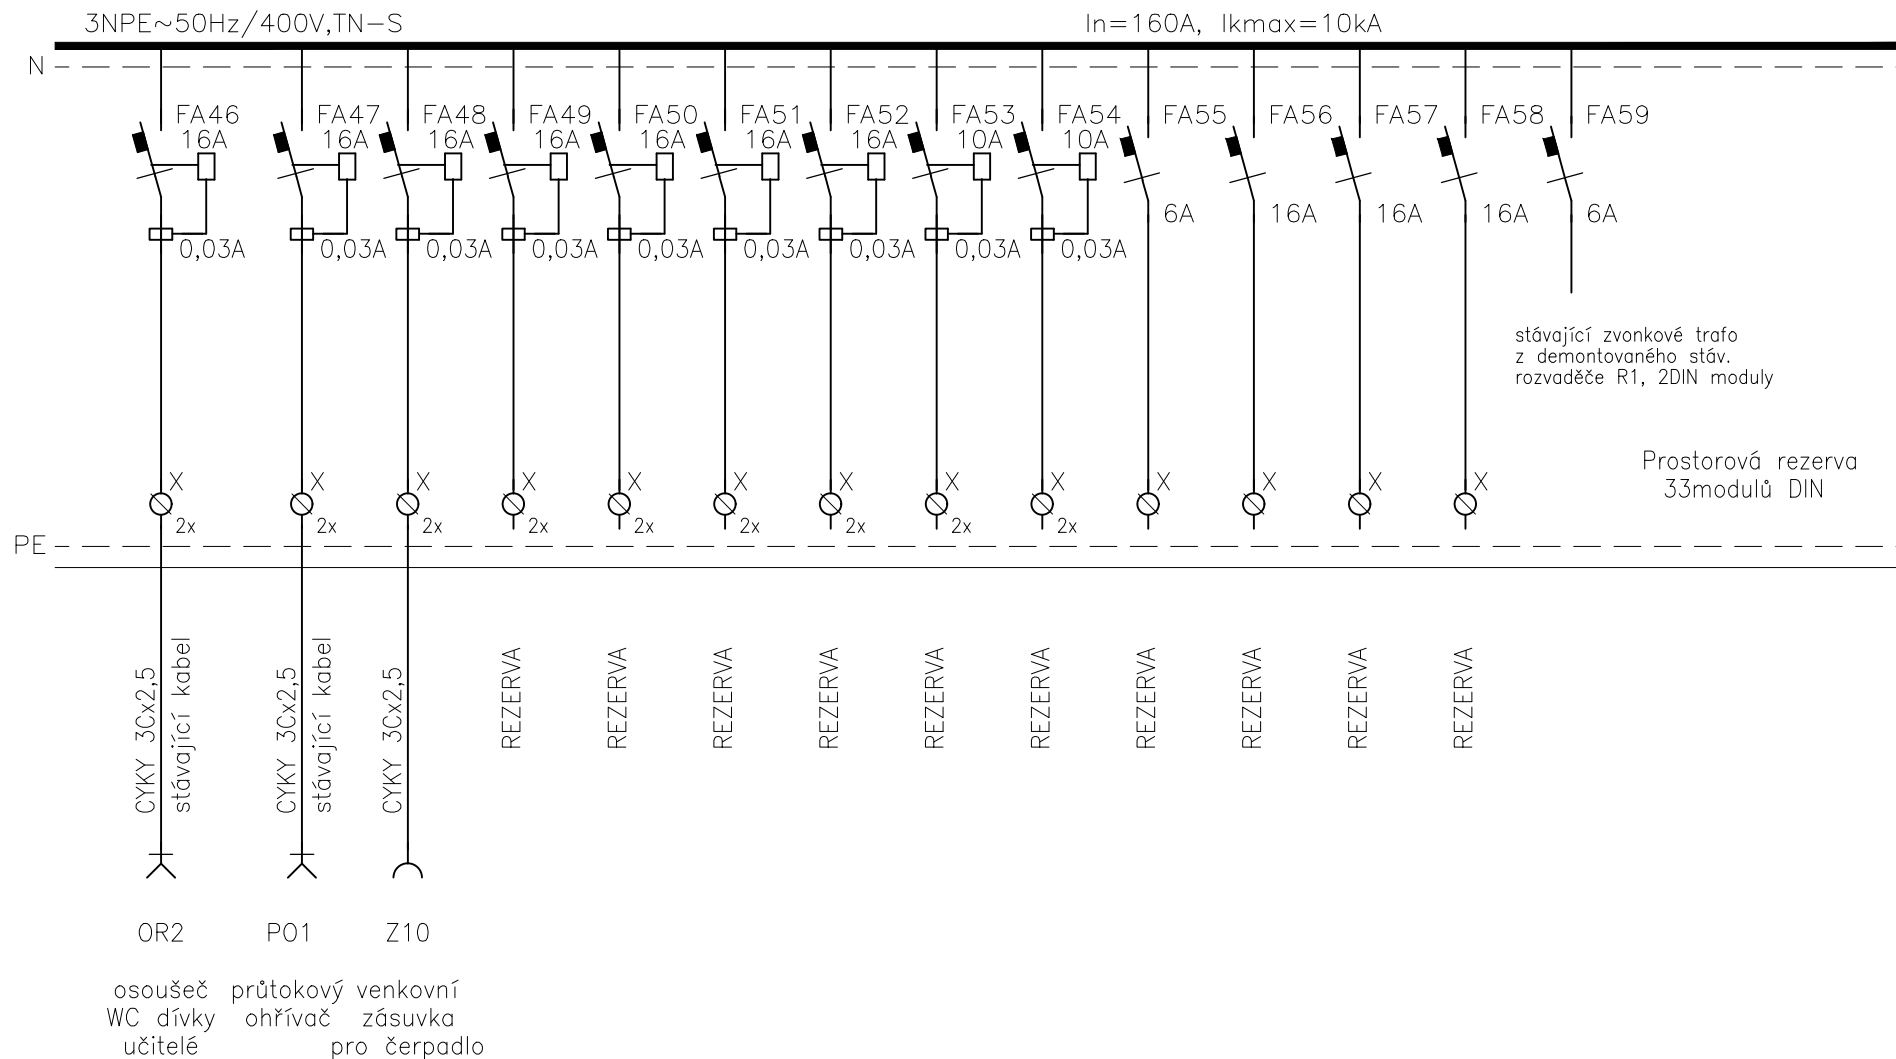 3NPE~50Hz/400V,TN-S
In=160A, Ikmax=10kA
N
FA46
FA47
FA48
FA49
FA50
FA51
FA52
FA53
FA54
FA55
FA56
FA57
FA58
FA59
16A
16A
16A
16A
16A
16A
16A
10A
10A
6A
16A
16A
16A
6A
0,03A
0,03A
0,03A
0,03A
0,03A
0,03A
0,03A
0,03A
0,03A
stávající zvonkové trafo
z demontovaného stáv.
rozvaděče R1, 2DIN moduly
Prostorová rezerva
33modulů DIN
X
X
X
X
X
X
X
X
X
X
X
X
X
2x
2x
2x
2x
2x
2x
2x
2x
2x
PE
CYKY 3Cx2,5
stávající kabel
CYKY 3Cx2,5
stávající kabel
CYKY 3Cx2,5
REZERVA
REZERVA
REZERVA
REZERVA
REZERVA
REZERVA
REZERVA
REZERVA
REZERVA
REZERVA
OR2
PO1
Z10
osoušeč
WC dívky
učitelé
průtokový
ohřívač
venkovní
zásuvka
pro čerpadlo